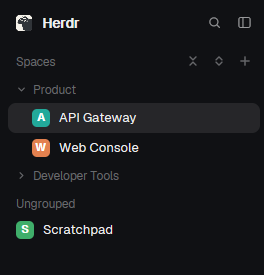 Herdr
Spaces
Product
A API Gateway
W Web Console
Developer Tools
Ungrouped
S Scratchpad